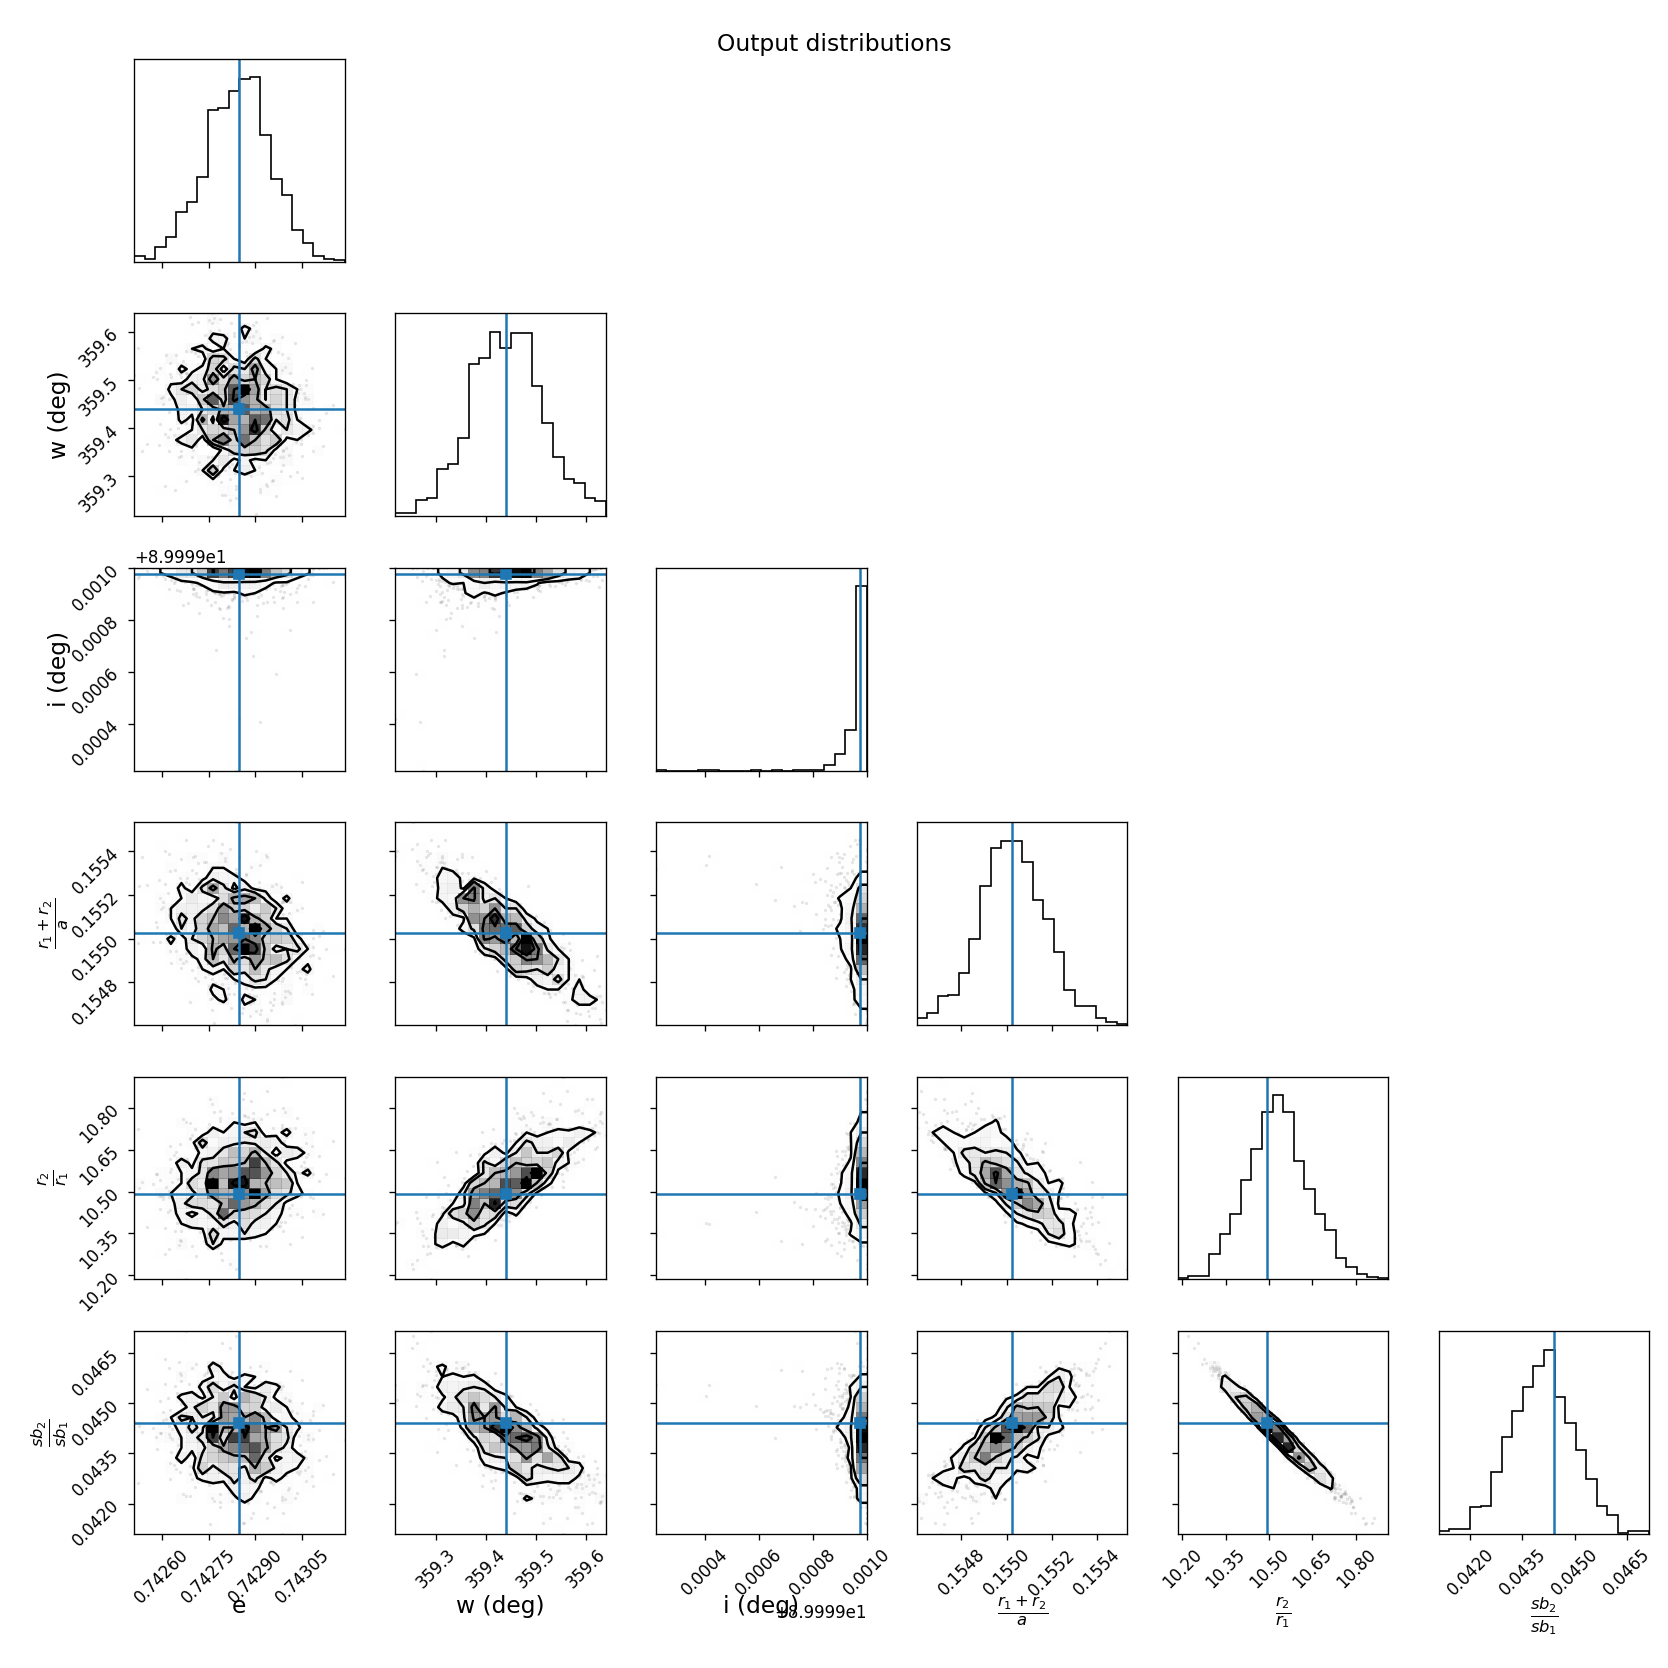 Output distributions
359.6
359.5
359.4
359.3
w (deg)
+8.9999e1
0.0010
0.0008
0.0006
0.0004
i (deg)
0.1554
0.1552
0.1550
0.1548
r1 + r2
a
10.80
10.65
10.50
10.35
10.20
r2
r1
0.0465
0.0450
0.0435
0.0420
sb2
sb1
0.74260 0.74275 0.74290 0.74305 359.3 359.4 359.5 359.6 0.0004 0.0006 0.0008 0.0010 0.1548 0.1550 0.1552 0.1554 10.20 10.35 10.50 10.65 10.80 0.0420 0.0435 0.0450 0.0465
e w (deg) i (deg) +8.9999e1
r1 + r2
a
r2
r1
sb2
sb1